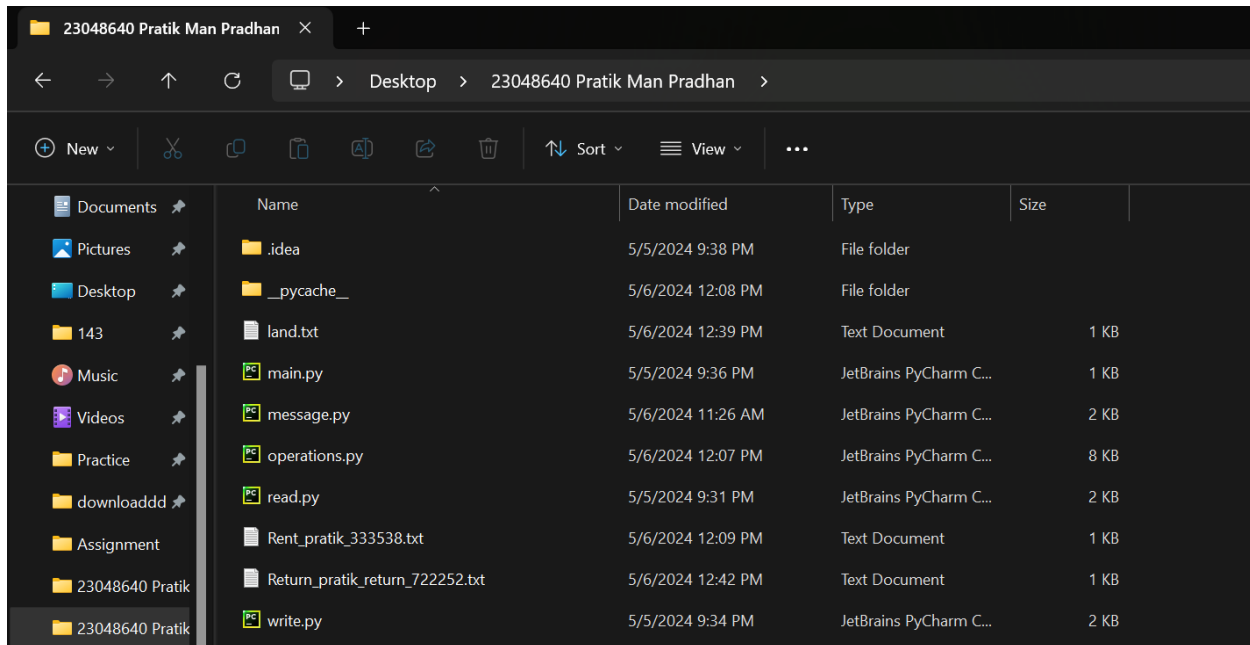 23048640 Pratik Man Pradhan
Desktop 23048640 Pratik Man Pradhan
New Sort View
Documents
Pictures
Desktop
143
Music
Videos
Practice
downloaddd
Assignment
23048640 Pratik
23048640 Pratik
Name Date modified Type Size
.idea 5/5/2024 9:38 PM File folder
__pycache__ 5/6/2024 12:08 PM File folder
land.txt 5/6/2024 12:39 PM Text Document 1 KB
main.py 5/5/2024 9:36 PM JetBrains PyCharm C... 1 KB
message.py 5/6/2024 11:26 AM JetBrains PyCharm C... 2 KB
operations.py 5/6/2024 12:07 PM JetBrains PyCharm C... 8 KB
read.py 5/5/2024 9:31 PM JetBrains PyCharm C... 2 KB
Rent_pratik_333538.txt 5/6/2024 12:09 PM Text Document 1 KB
Return_pratik_return_722252.txt 5/6/2024 12:42 PM Text Document 1 KB
write.py 5/5/2024 9:34 PM JetBrains PyCharm C... 2 KB